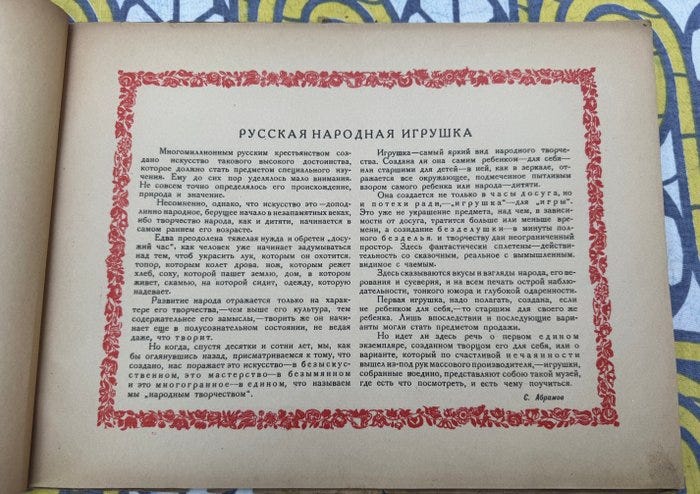 РУССКАЯ НАРОДНАЯ ИГРУШКА
Многомиллионным русским крестьянством соз-
дано искусство такового высокого достоинства,
которое должно стать предметом специального изу-
чения. Ему до сих пор уделялось мало внимания.
Не совсем точно определялось его происхождение,
природа и значение.
Несомненно, однако, что искусство это—допод-
линно народное, берущее начало в незапамятных веках,
ибо творчество народа, как и дитяти, начинается в
самом раннем его возрасте.
Едва преодолена тяжелая нужда и обретен „досу-
жий час“, как человек уже начинает задумываться
над тем, чтоб украсить лук, которым он охотится,
топор, которым колет дрова, нож, которым режет
хлеб, соху, которой пашет землю, дом, в котором
живет, скамью, на которой сидит, одежду, которую
надевает.
Развитие народа отражается только на харак-
тере его творчества,—чем выше его культура, тем
содержательнее его замыслы,—творить же он начи-
нает еще в полусознательном состоянии, не ведая
даже, что творит.
Но когда, спустя десятки и сотни лет, мы, как
бы оглянувшись назад, присматриваемся к тому, что
создано, нас поражает это искусство—в безыскус-
ственном, это мастерство—в безымянном
и это многогранное—в едином, что называем
мы „народным творчеством“.
Игрушка—самый яркий вид народного творче-
ства. Создана ли она самим ребенком—для себя—
или старшими для детей—в ней, как в зеркале, от-
ражается все окружающее, подмеченное пытливым
взором самого ребенка или народа—дитяти.
Она создается не только в часы досуга, но
и потехи ради,—„игрушка“—для „игры“.
Это уже не украшение предмета, над чем, в зависи-
мости от досуга, тратится больше или меньше време-
ни, а созидание безделушки—в минуты пол-
ного безделья, и творчеству дан неограниченный
простор. Здесь фантастически сплетены—действи-
тельность со сказочным, реальное с вымышленным,
видимое с чаемым.
Здесь сказываются вкусы и взгляды народа, его ве-
рования и суеверия, и на всем печать острой наблю-
дательности, тонкого юмора и глубокой одаренности.
Первая игрушка, надо полагать, создана, если
не ребенком для себя,—то старшим для своего же
ребенка. Лишь впоследствии и последующие вари-
анты могли стать предметом продажи.
Но идет ли здесь речь о первом едином
экземпляре, созданном творцом его для себя, или о
варианте, который по счастливой нечаянности
вышел из-под рук массового производителя,—игрушки,
собранные воедино, представляют собою такой музей,
где есть что посмотреть, и есть чему поучиться.
С. Абрамов